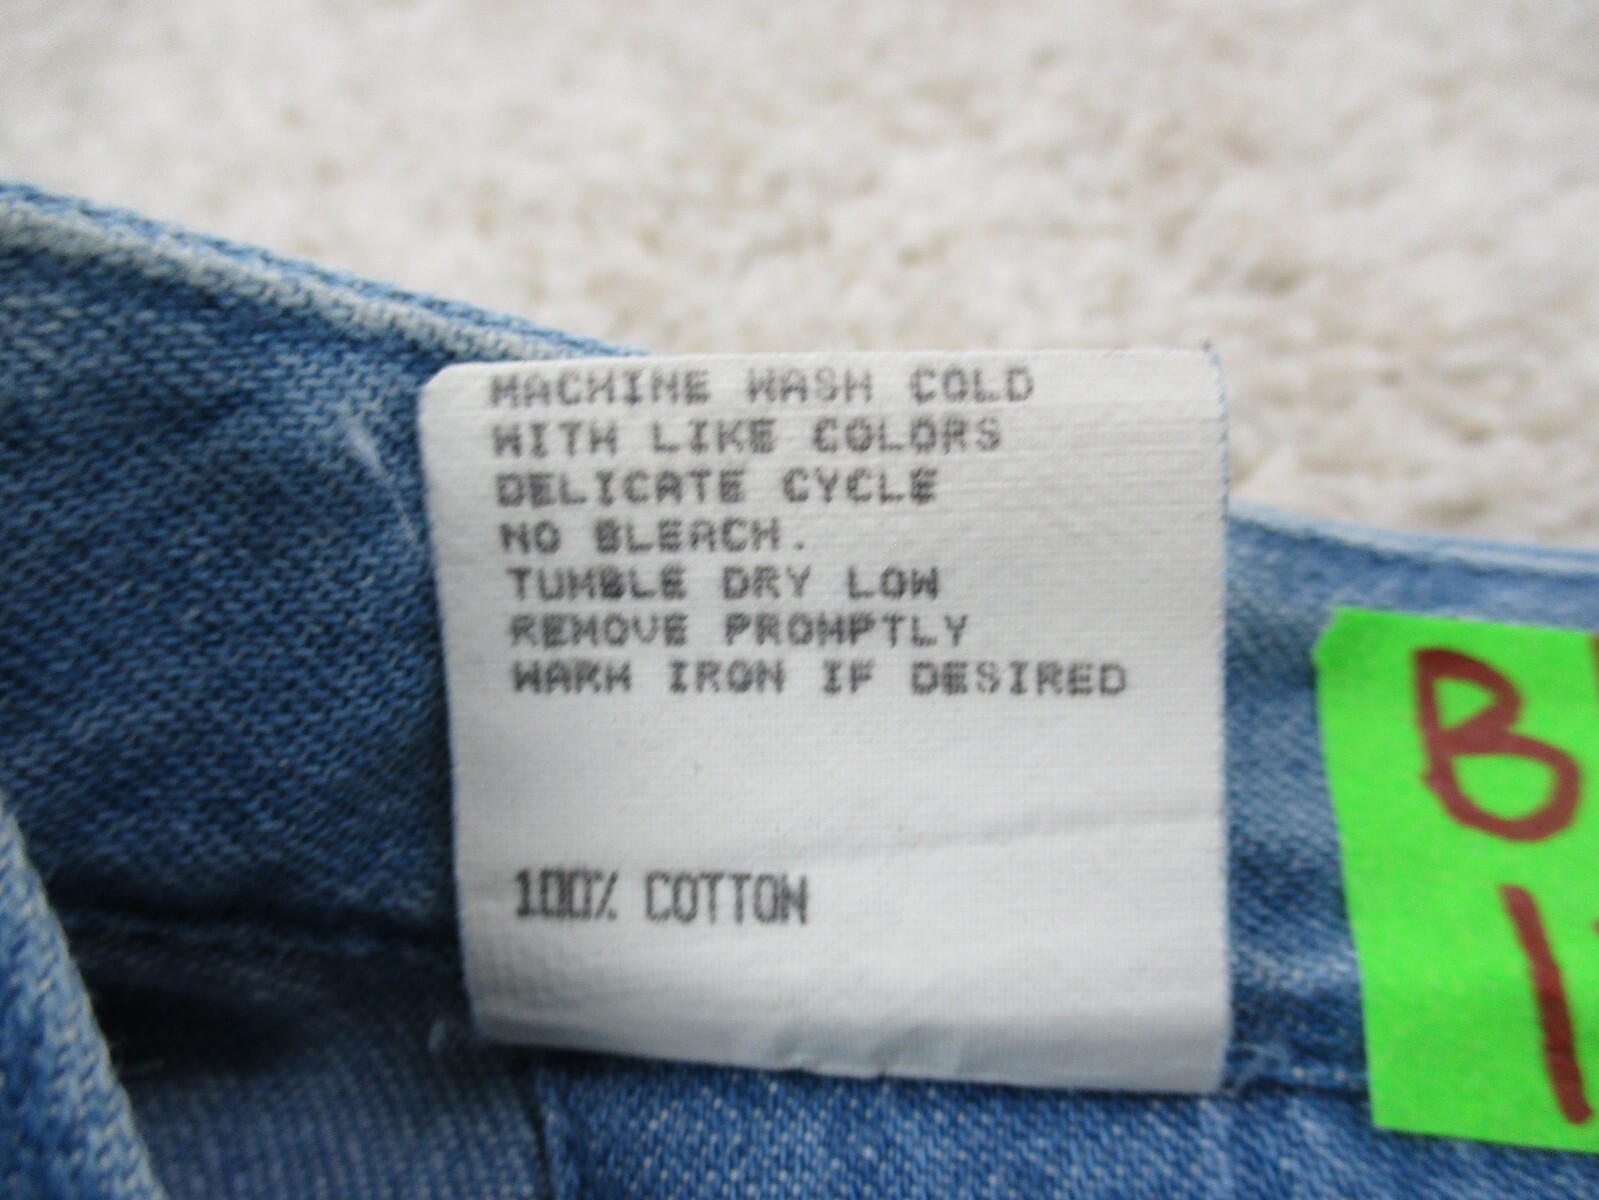 MACHINE WASH COLD
WITH LIKE COLORS
DELICATE CYCLE
NO BLEACH.
TUMBLE DRY LOW
REMOVE PROMPTLY
WARM IRON IF DESIRED
100% COTTON
B
1